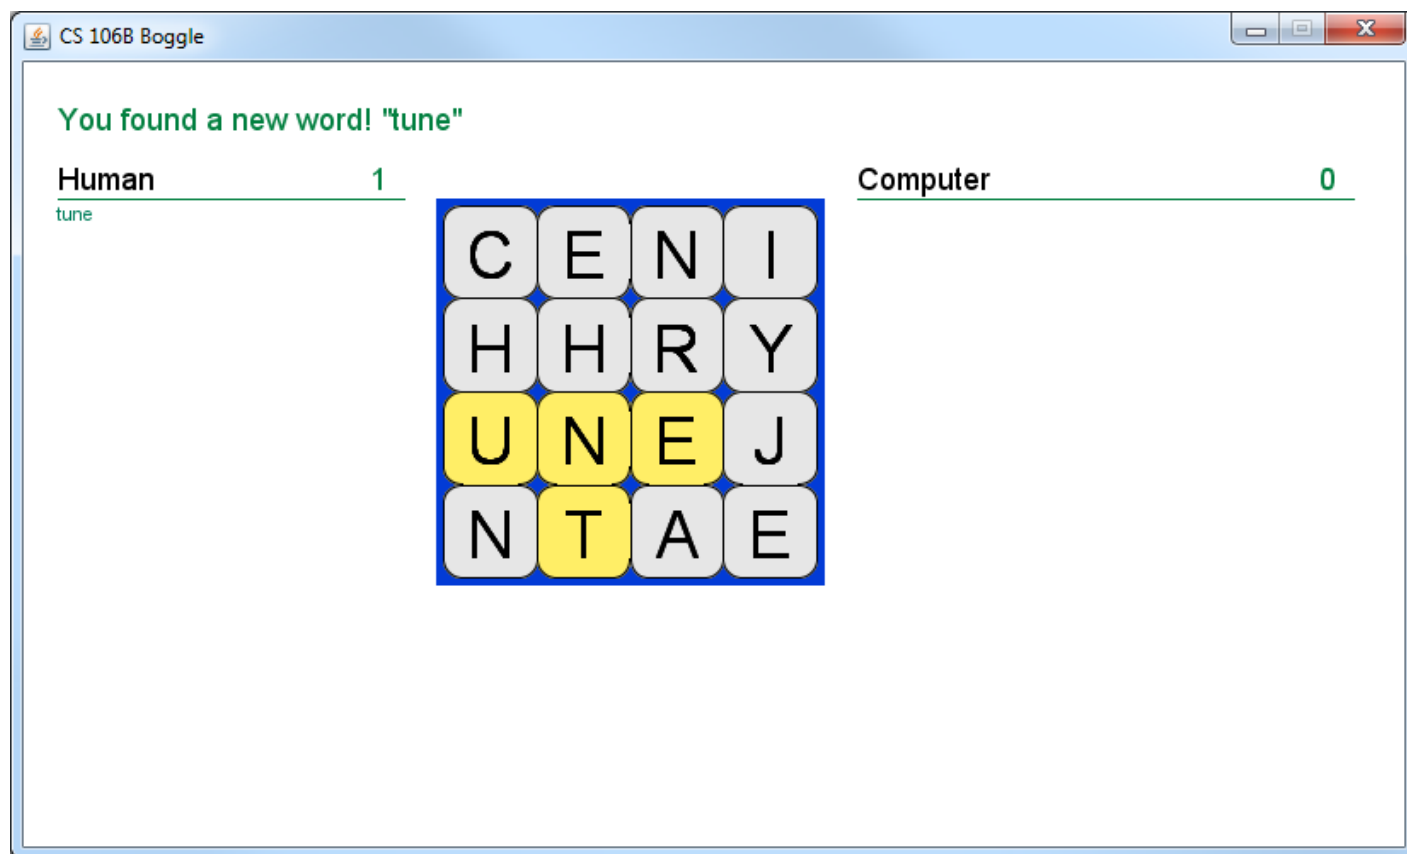 CS 106B Boggle
You found a new word! "tune"
Human 1
tune
Computer 0
C E N I
H H R Y
U N E J
N T A E